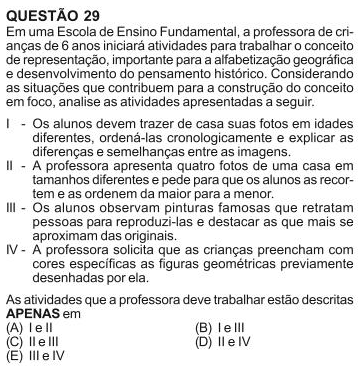 QUESTÃO 29
Em uma Escola de Ensino Fundamental, a professora de cri-
anças de 6 anos iniciará atividades para trabalhar o conceito
de representação, importante para a alfabetização geográfica
e desenvolvimento do pensamento histórico. Considerando
as situações que contribuem para a construção do conceito
em foco, analise as atividades apresentadas a seguir.
I - Os alunos devem trazer de casa suas fotos em idades
diferentes, ordená-las cronologicamente e explicar as
diferenças e semelhanças entre as imagens.
II - A professora apresenta quatro fotos de uma casa em
tamanhos diferentes e pede para que os alunos as recor-
tem e as ordenem da maior para a menor.
III - Os alunos observam pinturas famosas que retratam
pessoas para reproduzi-las e destacar as que mais se
aproximam das originais.
IV - A professora solicita que as crianças preencham com
cores específicas as figuras geométricas previamente
desenhadas por ela.
As atividades que a professora deve trabalhar estão descritas
APENAS em
(A) I e II (B) I e III
(C) II e III (D) II e IV
(E) III e IV